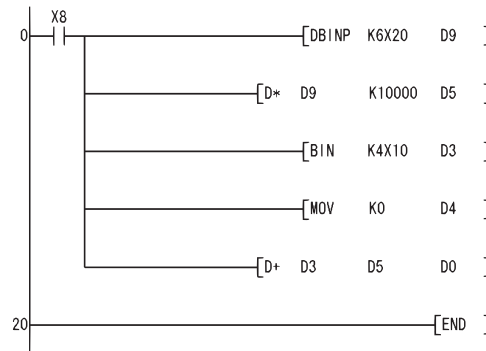 X8
0 DBINP K6X20 D9
D* D9 K10000 D5
BIN K4X10 D3
MOV K0 D4
D+ D3 D5 D0
20 END